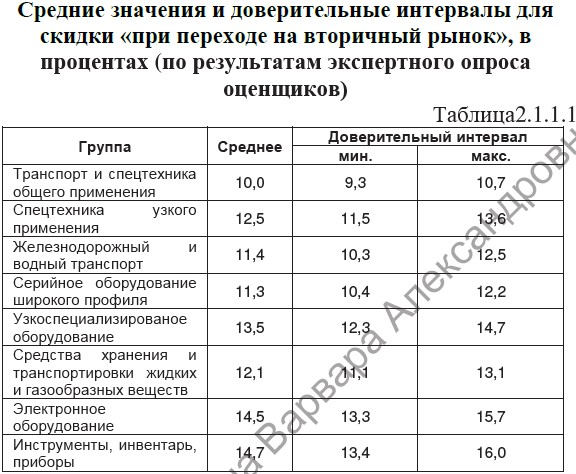 Средние значения и доверительные интервалы для
скидки «при переходе на вторичный рынок», в
процентах (по результатам экспертного опроса
оценщиков)
Таблица2.1.1.1
Группа Среднее Доверительный интервал
мин. макс.
Транспорт и спецтехника
общего применения 10,0 9,3 10,7
Спецтехника узкого
применения 12,5 11,5 13,6
Железнодорожный и
водный транспорт 11,4 10,3 12,5
Серийное оборудование
широкого профиля 11,3 10,4 12,2
Узкоспециализированое
оборудование 13,5 12,3 14,7
Средства хранения и
транспортировки жидких
и газообразных веществ 12,1 11,1 13,1
Электронное
оборудование 14,5 13,3 15,7
Инструменты, инвентарь,
приборы 14,7 13,4 16,0
Варвара Александровн